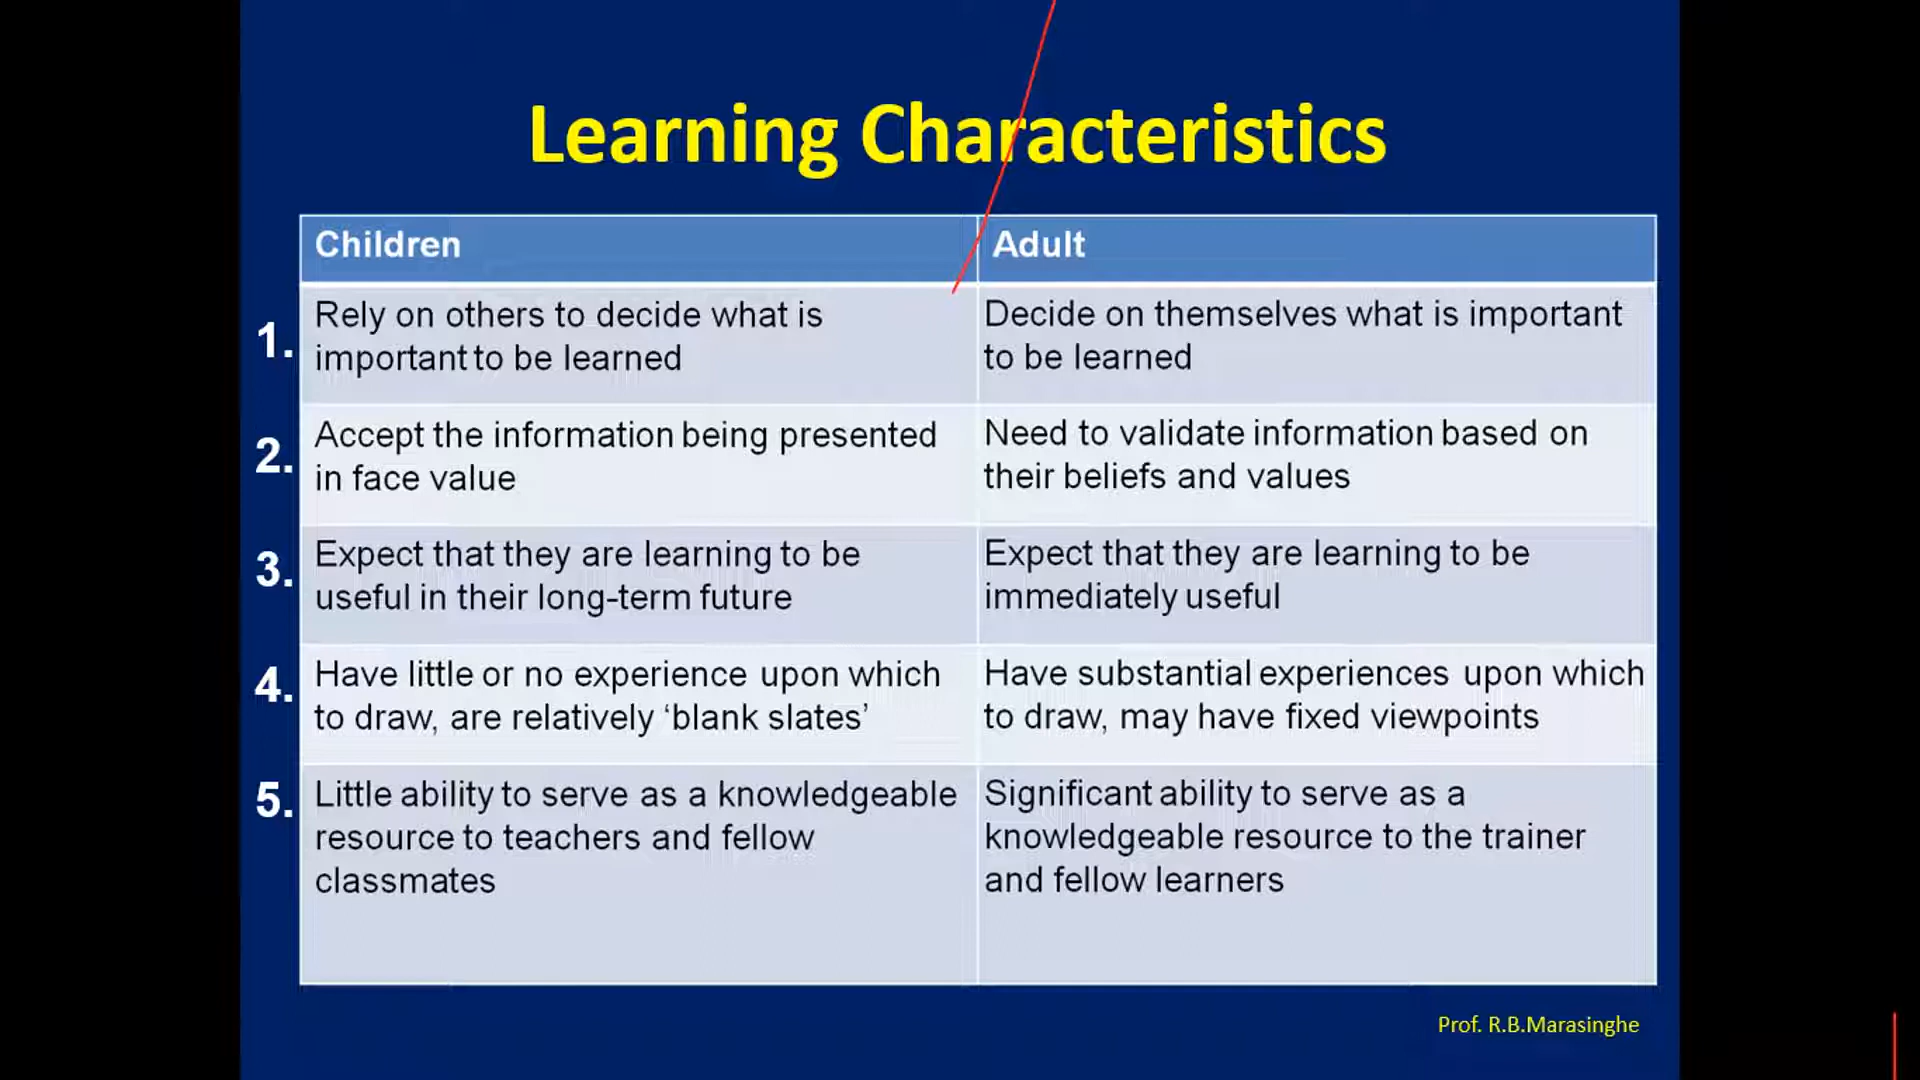 Learning Characteristics
Children
Adult
1.
Rely on others to decide what is
important to be learned
Decide on themselves what is important
to be learned
2.
Accept the information being presented
in face value
Need to validate information based on
their beliefs and values
3.
Expect that they are learning to be
useful in their long-term future
Expect that they are learning to be
immediately useful
4.
Have little or no experience upon which
to draw, are relatively ‘blank slates’
Have substantial experiences upon which
to draw, may have fixed viewpoints
5.
Little ability to serve as a knowledgeable
resource to teachers and fellow
classmates
Significant ability to serve as a
knowledgeable resource to the trainer
and fellow learners
Prof. R.B.Marasinghe